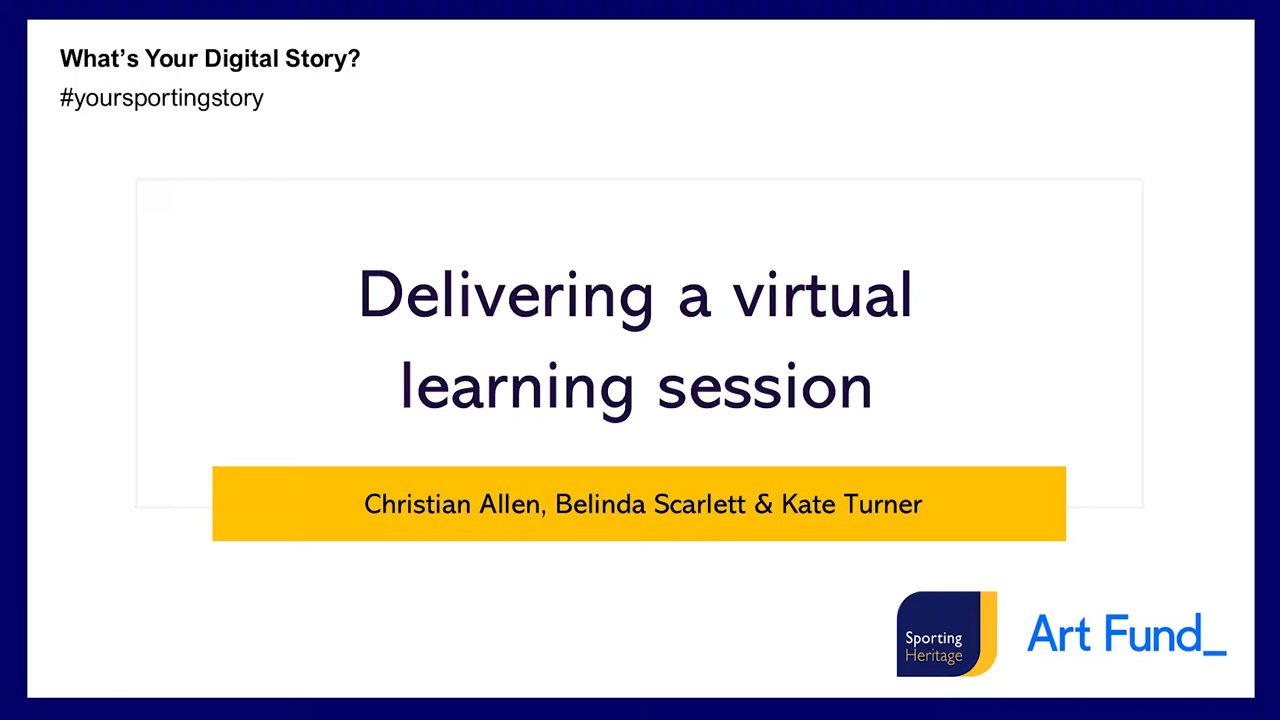 What’s Your Digital Story?
#yoursportingstory
Delivering a virtual
learning session
Christian Allen, Belinda Scarlett & Kate Turner
Sporting
Heritage
Art Fund_